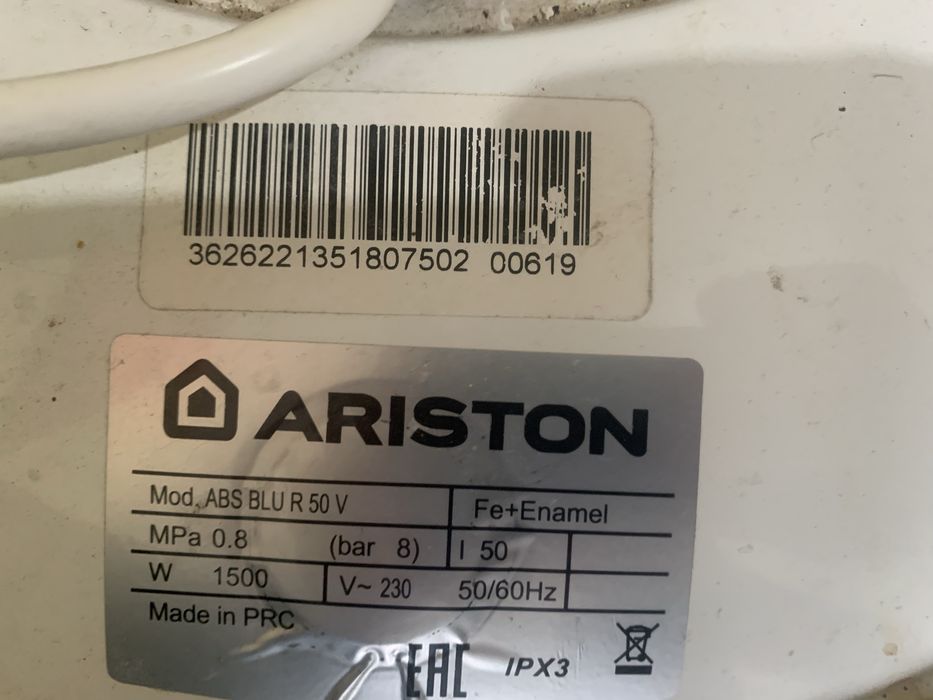 3626221351807502 00619
ARISTON
Mod. ABS BLU R 50 V Fe+Enamel
MPa 0.8 (bar 8) l 50
W 1500 V~ 230 50/60Hz
Made in PRC
EAC IPX3